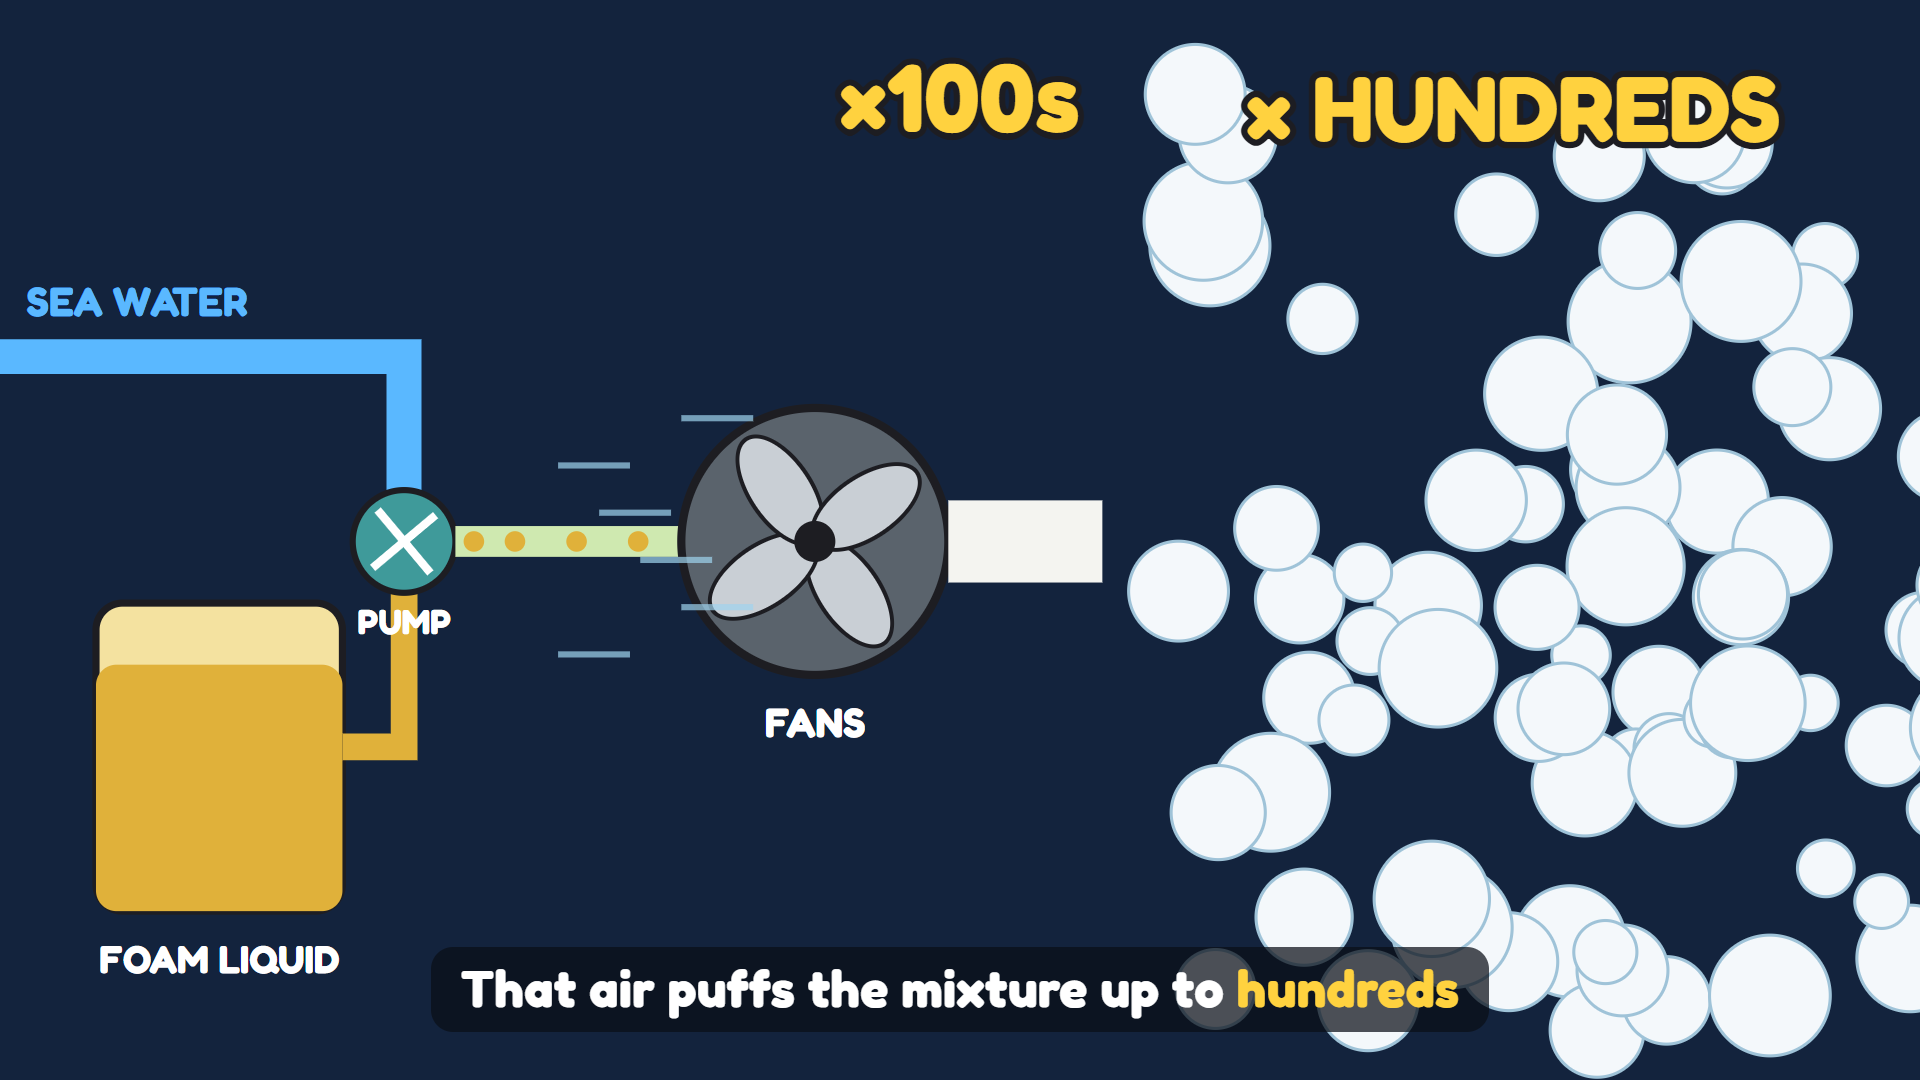 ×100s
× HUNDREDS
SEA WATER
PUMP
FANS
FOAM LIQUID
That air puffs the mixture up to hundreds